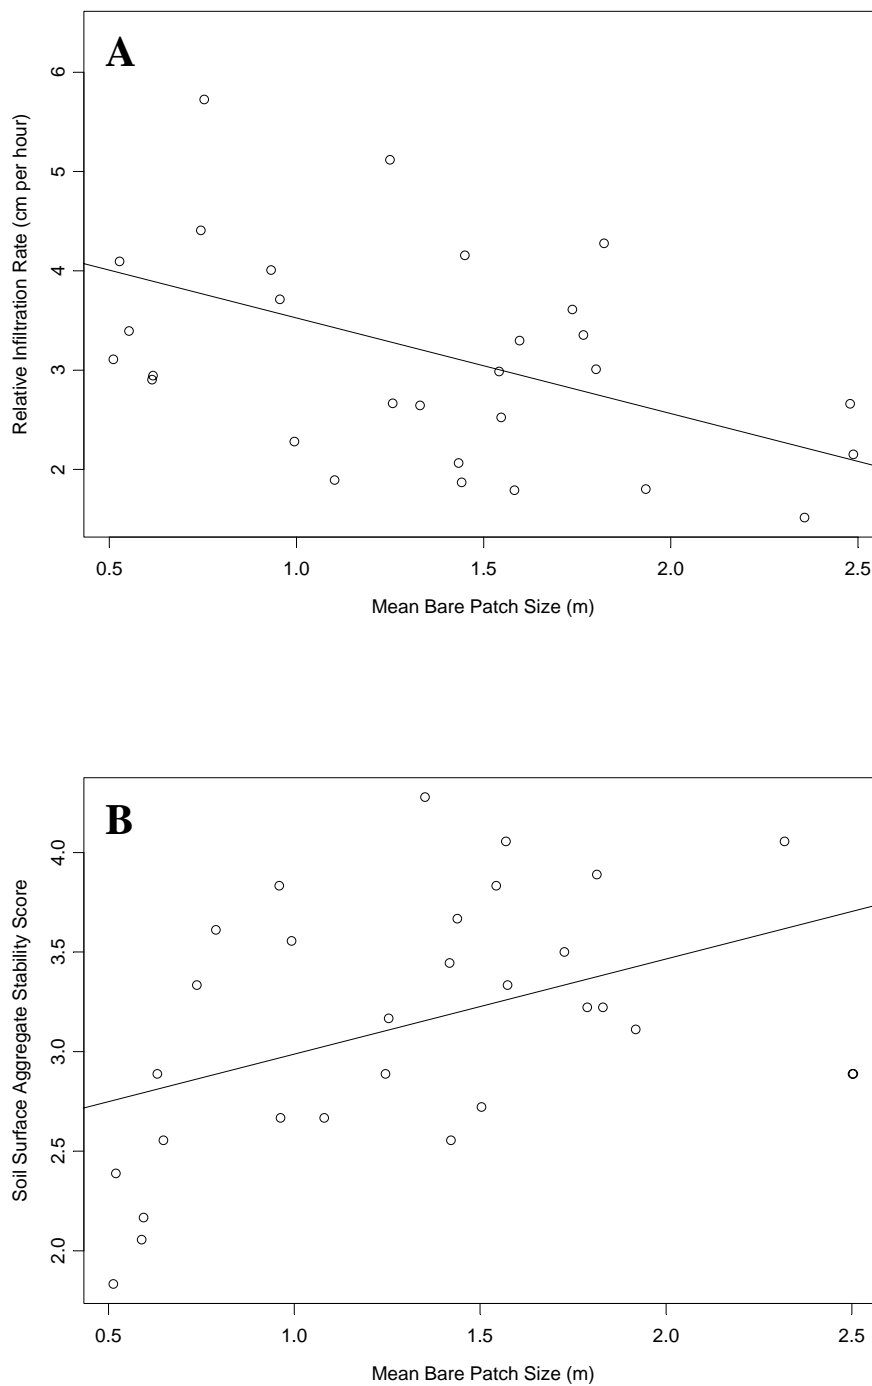 A
6
5
4
3
2
Relative Infiltration Rate (cm per hour)
0.5 1.0 1.5 2.0 2.5
Mean Bare Patch Size (m)
B
4.0
3.5
3.0
2.5
2.0
Soil Surface Aggregate Stability Score
0.5 1.0 1.5 2.0 2.5
Mean Bare Patch Size (m)